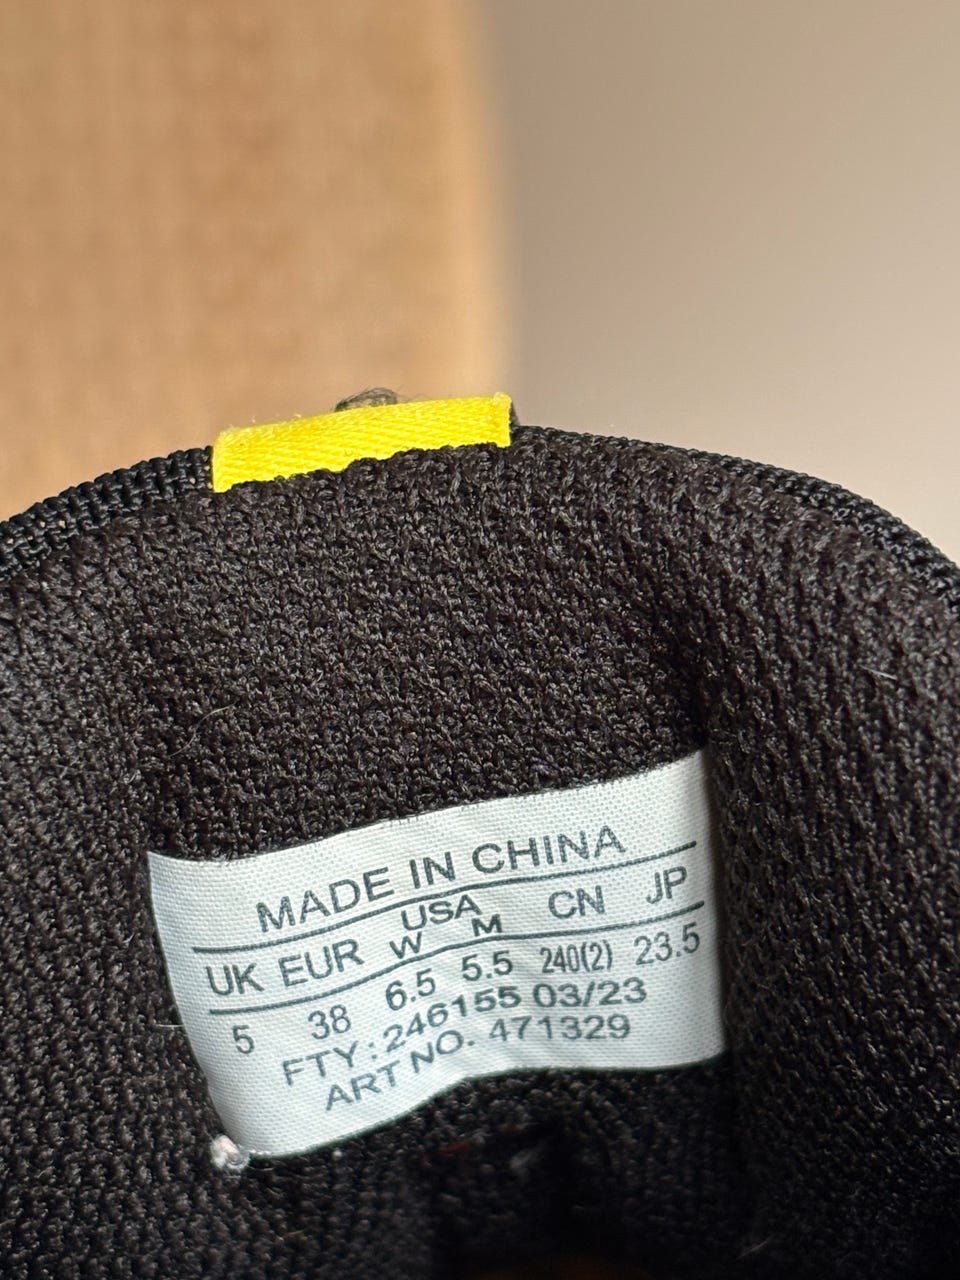 MADE IN CHINA
UK EUR USA CN JP
W M
5 38 6.5 5.5 240(2) 23.5
FTY: 246155 03/23
ART NO. 471329